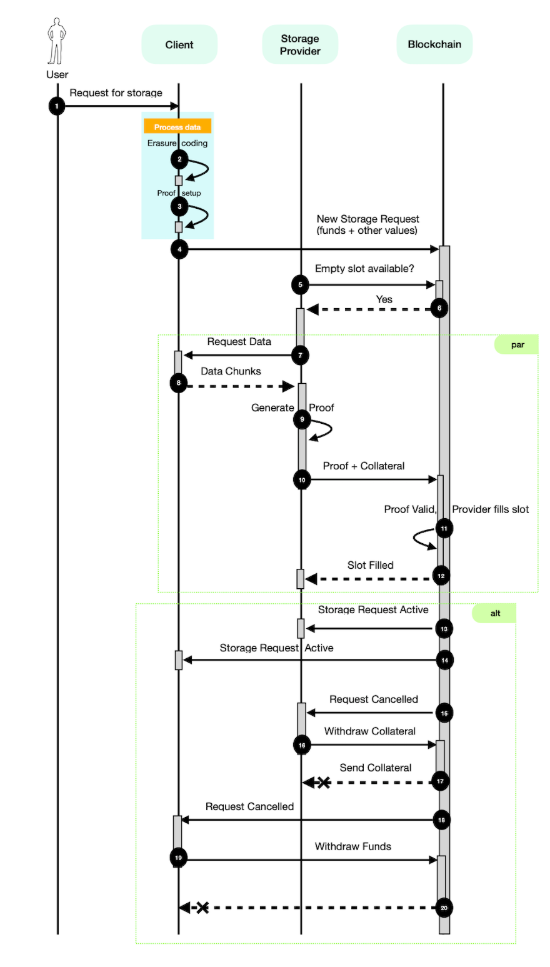 User
Client
Storage
Provider
Blockchain
Request for storage
1
Process data
Erasure coding
2
Proof setup
3
4
New Storage Request
(funds + other values)
Empty slot available?
5
Yes
6
par
Request Data
7
Data Chunks
8
Generate Proof
9
Proof + Collateral
10
Proof Valid, Provider fills slot
11
Slot Filled
12
alt
Storage Request Active
13
Storage Request Active
14
Request Cancelled
15
Withdraw Collateral
16
Send Collateral
17
Request Cancelled
18
Withdraw Funds
19
20